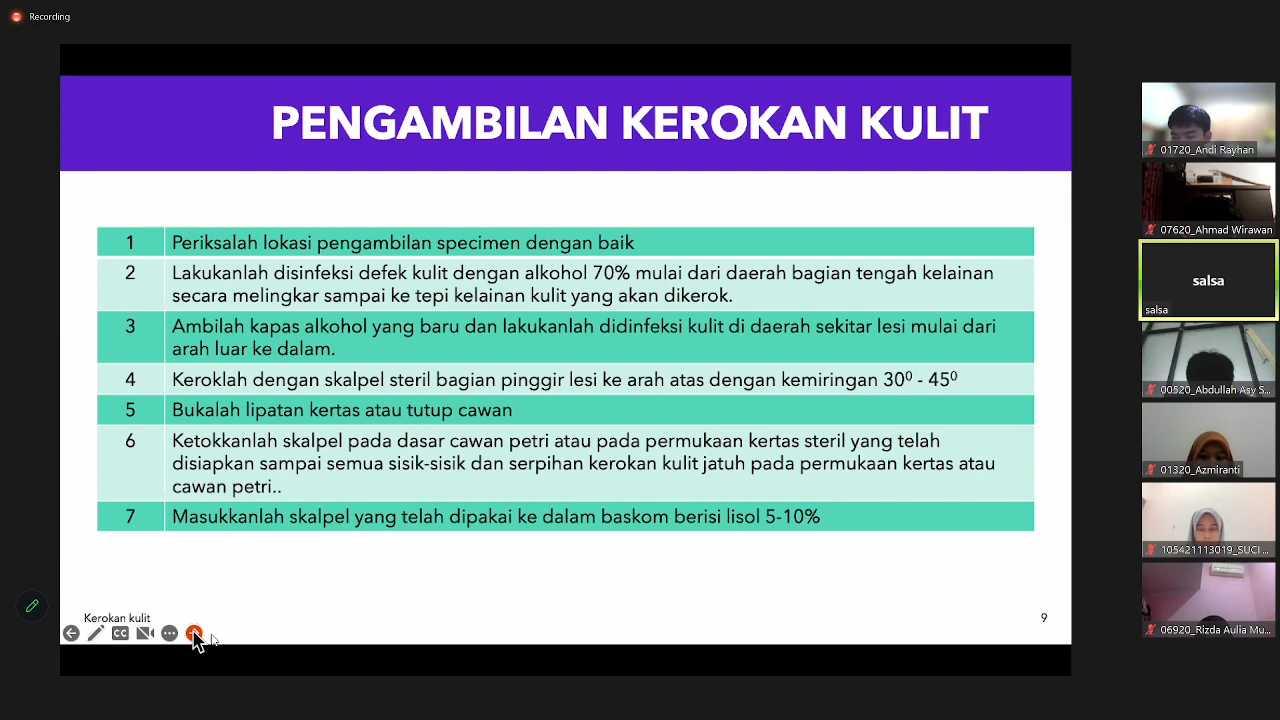 Recording
PENGAMBILAN KEROKAN KULIT
1 Periksalah lokasi pengambilan specimen dengan baik
2 Lakukanlah disinfeksi defek kulit dengan alkohol 70% mulai dari daerah bagian tengah kelainan
secara melingkar sampai ke tepi kelainan kulit yang akan dikerok.
3 Ambilah kapas alkohol yang baru dan lakukanlah didinfeksi kulit di daerah sekitar lesi mulai dari
arah luar ke dalam.
4 Keroklah dengan skalpel steril bagian pinggir lesi ke arah atas dengan kemiringan 30⁰ - 45⁰
5 Bukalah lipatan kertas atau tutup cawan
6 Ketokkanlah skalpel pada dasar cawan petri atau pada permukaan kertas steril yang telah
disiapkan sampai semua sisik-sisik dan serpihan kerokan kulit jatuh pada permukaan kertas atau
cawan petri..
7 Masukkanlah skalpel yang telah dipakai ke dalam baskom berisi lisol 5-10%
Kerokan kulit
9
CC
01720_Andi Rayhan
07620_Ahmad Wirawan
salsa
salsa
00520_Abdullah Asy S...
01320_Azmiranti
105421113019_SUCI ...
06920_Rizda Aulia Mu...